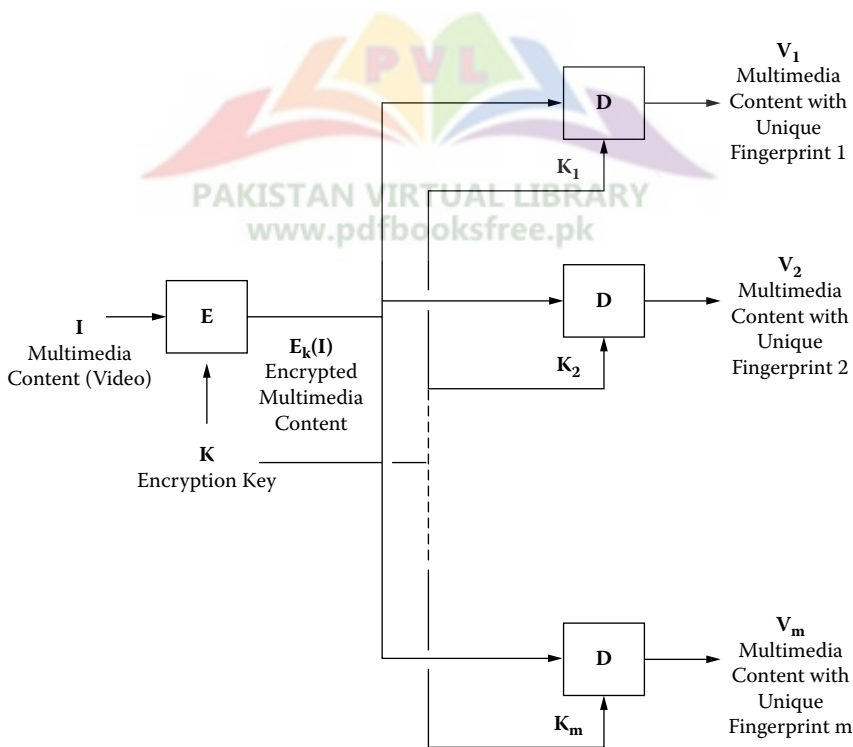 PVL
PAKISTAN VIRTUAL LIBRARY
www.pdfbooksfree.pk
D
K₁
V₁
Multimedia
Content with
Unique
Fingerprint 1
I
Multimedia
Content (Video)
E
Eₖ(I)
Encrypted
Multimedia
Content
K
Encryption Key
D
K₂
V₂
Multimedia
Content with
Unique
Fingerprint 2
D
Kₘ
Vₘ
Multimedia
Content with
Unique
Fingerprint m